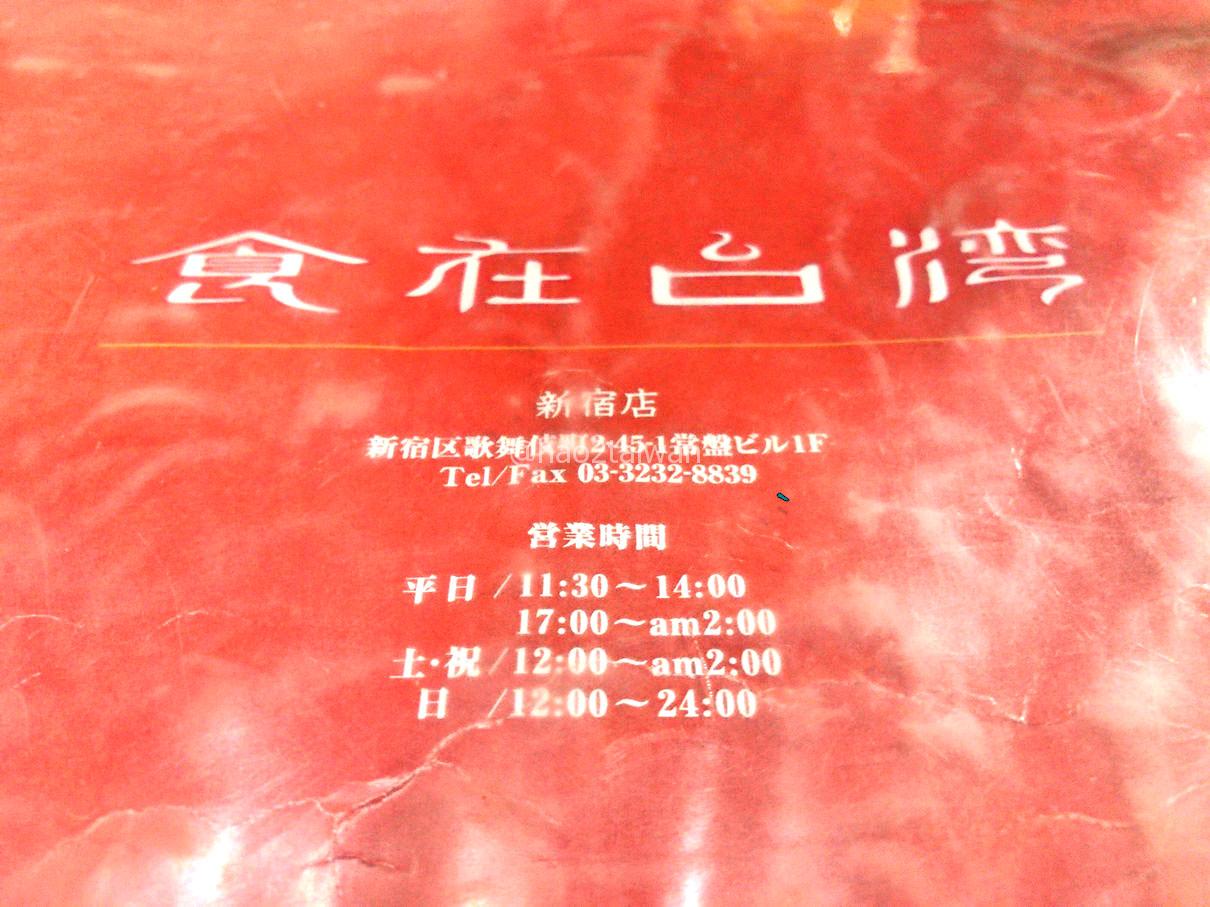 食在台湾
新宿店
新宿区歌舞伎町2-45-1常盤ビル1F
@hao2taiwan
Tel/Fax 03-3232-8839
営業時間
平日 /11:30～14:00
17:00～am2:00
土·祝/12:00～am2:00
日 /12:00～24:00